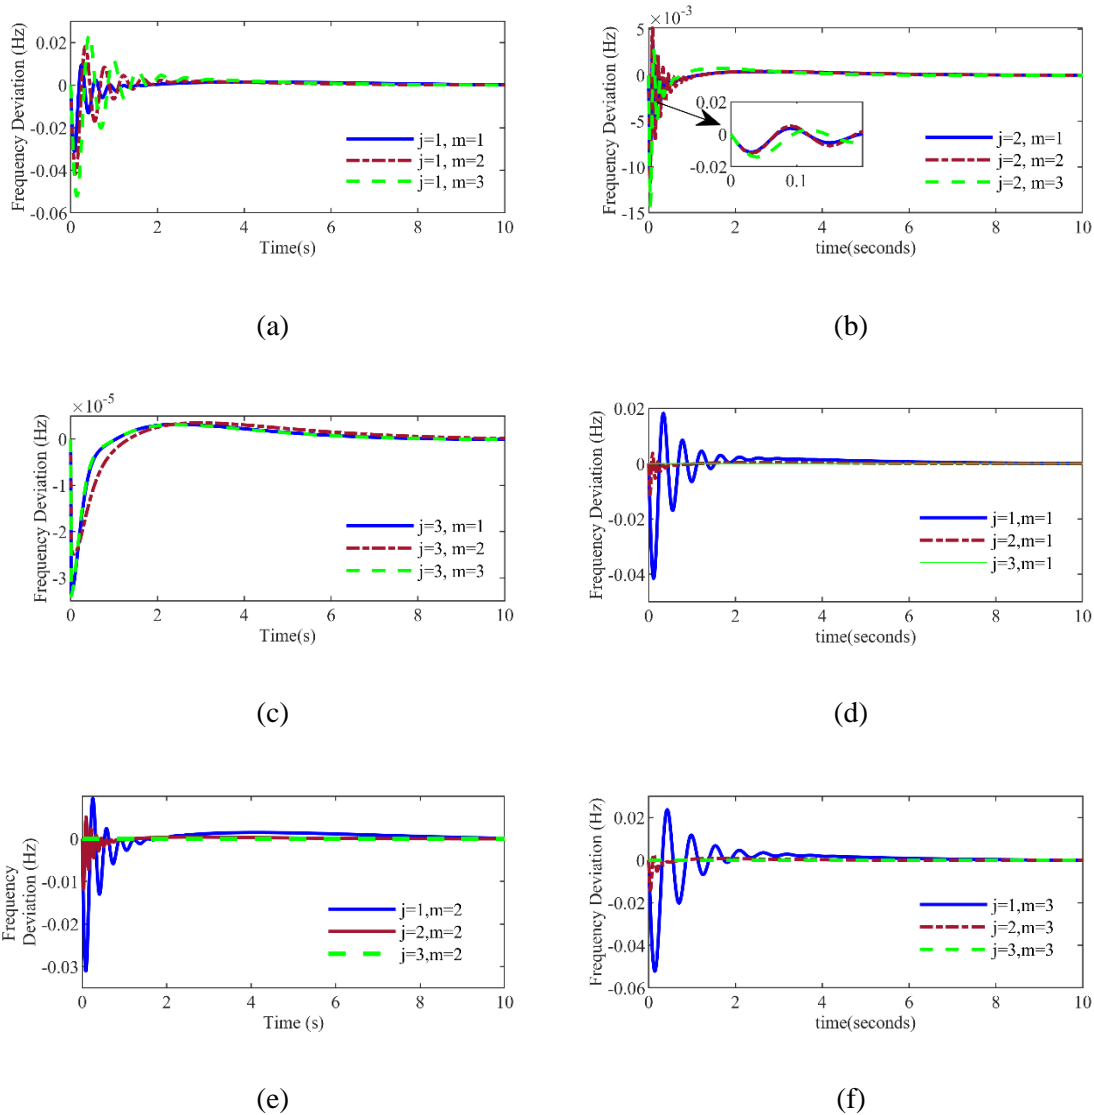 Frequency Deviation (Hz)
0.02
0
-0.02
-0.04
-0.06
j=1, m=1
j=1, m=2
j=1, m=3
0 2 4 6 8 10
Time(s)
(a)
×10⁻³
Frequency Deviation (Hz)
5
0
-5
-10
-15
0.02
0
-0.02
0 0.1
j=2, m=1
j=2, m=2
j=2, m=3
0 2 4 6 8 10
time(seconds)
(b)
×10⁻⁵
Frequency Deviation (Hz)
0
-1
-2
-3
j=3, m=1
j=3, m=2
j=3, m=3
0 2 4 6 8 10
Time(s)
(c)
Frequency Deviation (Hz)
0.02
0
-0.02
-0.04
j=1,m=1
j=2,m=1
j=3,m=1
0 2 4 6 8 10
time(seconds)
(d)
Frequency
Deviation (Hz)
0
-0.01
-0.02
-0.03
j=1,m=2
j=2,m=2
j=3,m=2
0 2 4 6 8 10
Time (s)
(e)
Frequency Deviation (Hz)
0.02
0
-0.02
-0.04
-0.06
j=1,m=3
j=2,m=3
j=3,m=3
0 2 4 6 8 10
time(seconds)
(f)